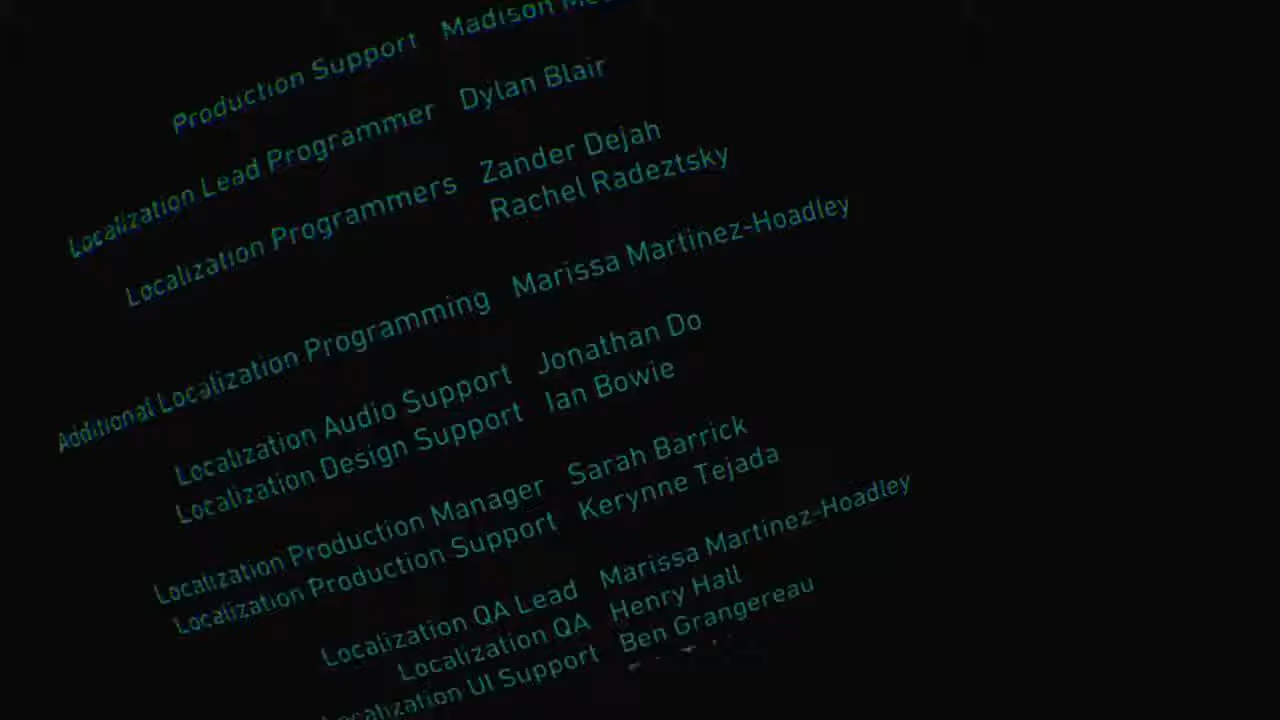 Production Support Madison
Localization Lead Programmer Dylan Blair
Localization Programmers Zander Dejah
Rachel Radeztsky
Additional Localization Programming Marissa Martinez-Hoadley
Localization Audio Support Jonathan Do
Localization Design Support Ian Bowie
Localization Production Manager Sarah Barrick
Localization Production Support Kerynne Tejada
Localization QA Lead Marissa Martinez-Hoadley
Localization QA Henry Hall
Localization UI Support Ben Grangereau